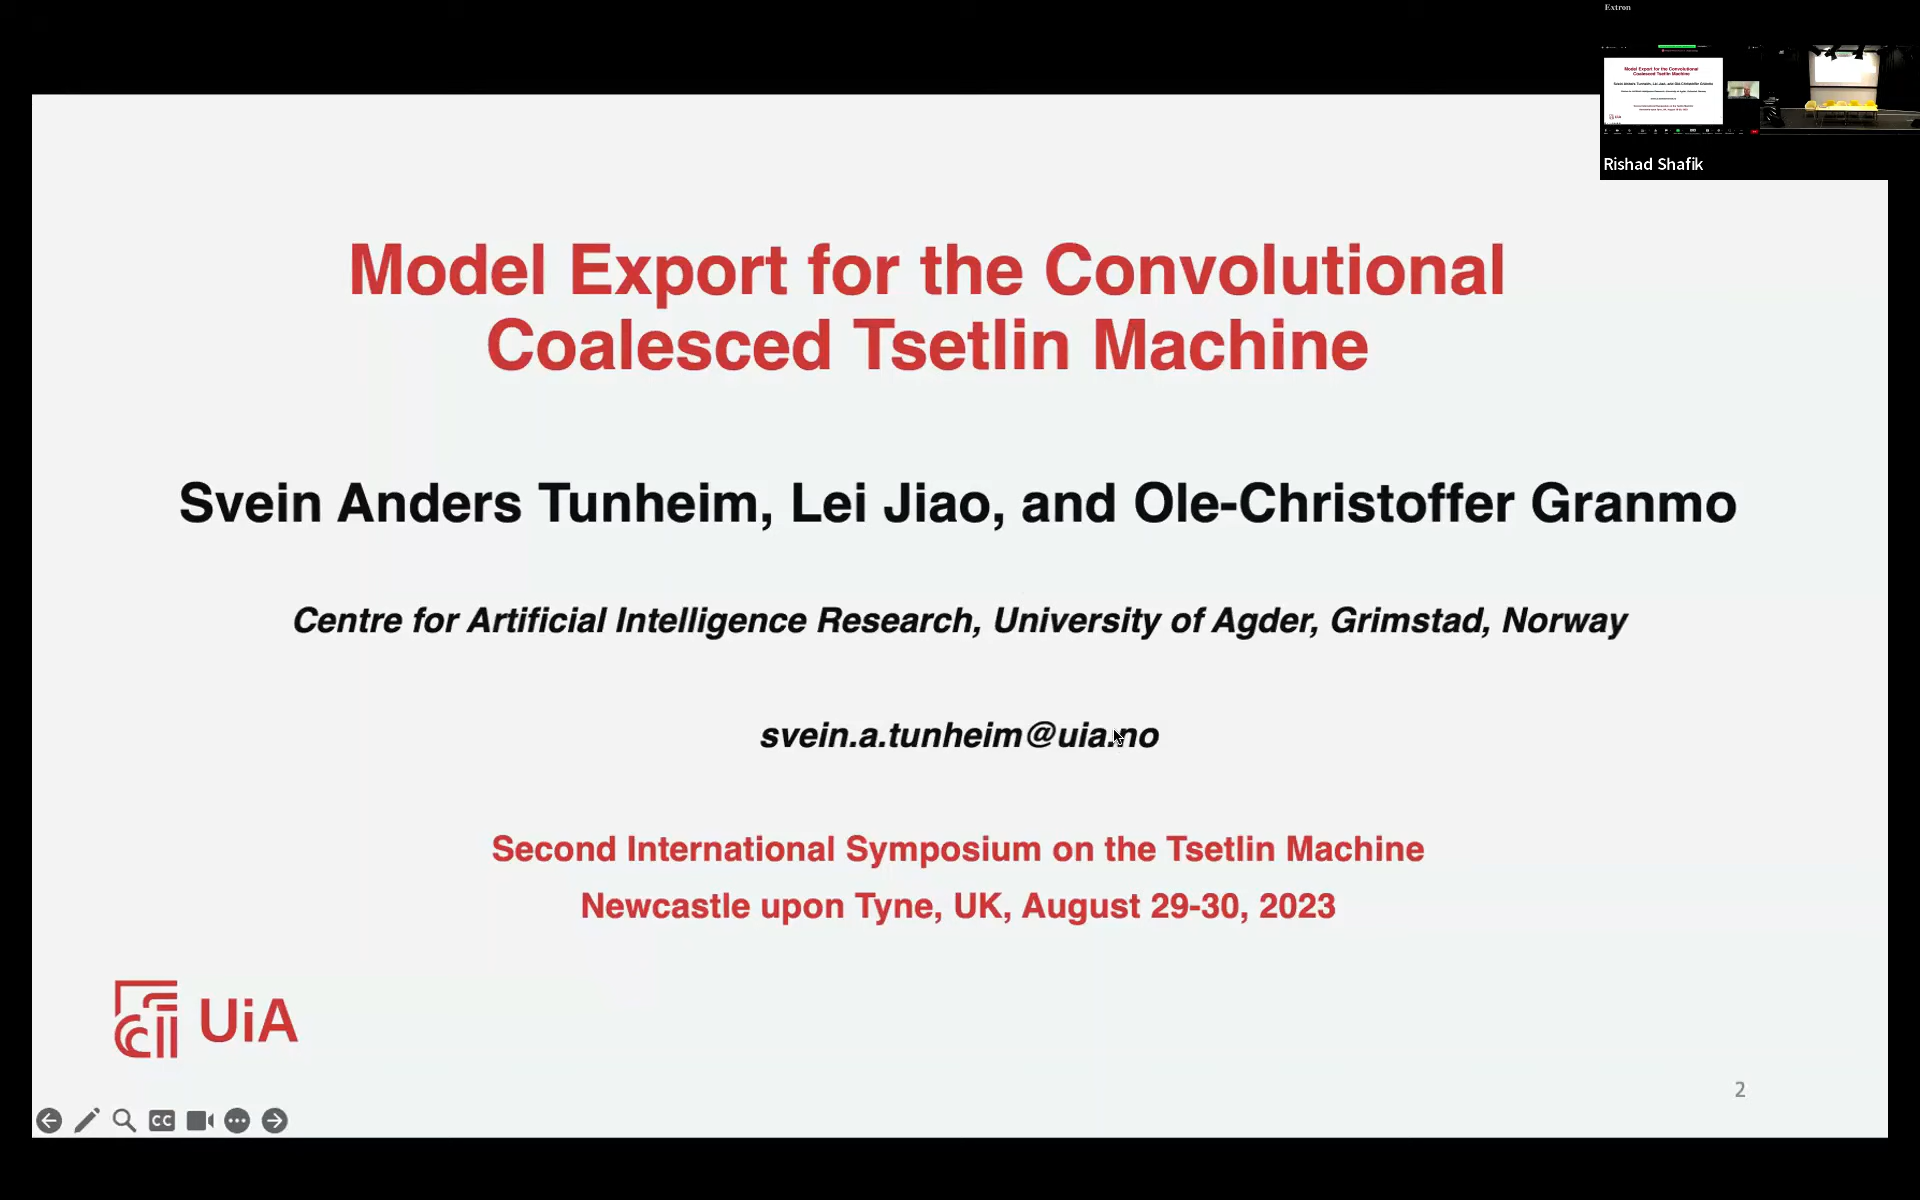 Extron
Rishad Shafik
Model Export for the Convolutional
Coalesced Tsetlin Machine
Svein Anders Tunheim, Lei Jiao, and Ole-Christoffer Granmo
Centre for Artificial Intelligence Research, University of Agder, Grimstad, Norway
svein.a.tunheim@uia.no
Second International Symposium on the Tsetlin Machine
Newcastle upon Tyne, UK, August 29-30, 2023
UiA
2
CC